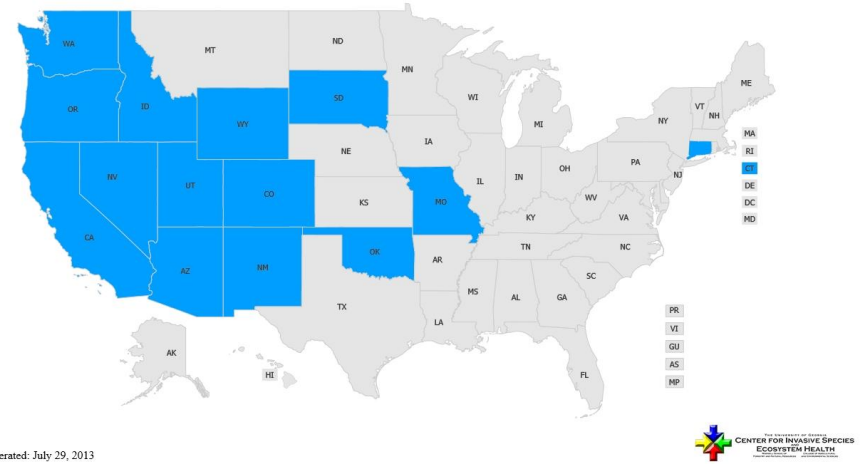 WA
MT
ND
MN
ME
OR
ID
SD
WI
VT
NH
NY
WY
MI
MA
NE
IA
RI
NV
UT
CO
IL
IN
OH
PA
NJ
CT
CA
KS
MO
WV
VA
DE
KY
DC
AZ
NM
OK
AR
TN
NC
MD
SC
TX
MS
AL
GA
LA
PR
VI
AK
GU
HI
FL
AS
MP
erated: July 29, 2013
THE UNIVERSITY OF GEORGIA
CENTER FOR INVASIVE SPECIES
AND
ECOSYSTEM HEALTH